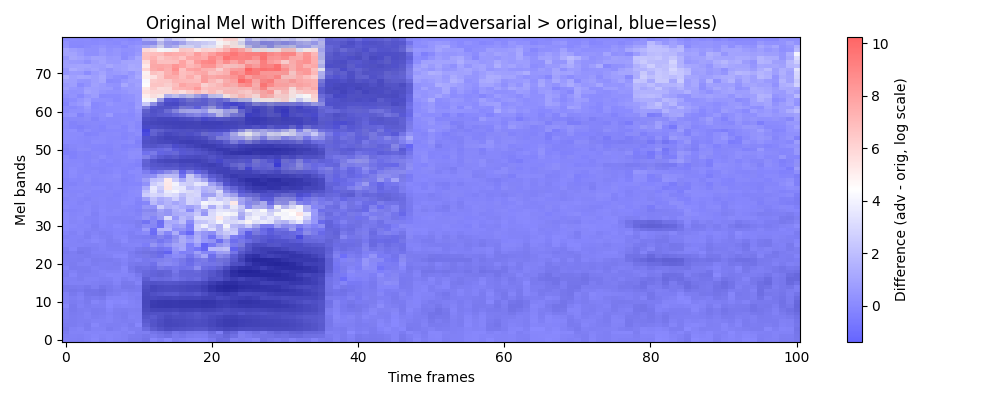 Original Mel with Differences (red=adversarial > original, blue=less)
Mel bands
70
60
50
40
30
20
10
0
0 20 40 60 80 100
Time frames
10
8
6
4
2
0
Difference (adv - orig, log scale)